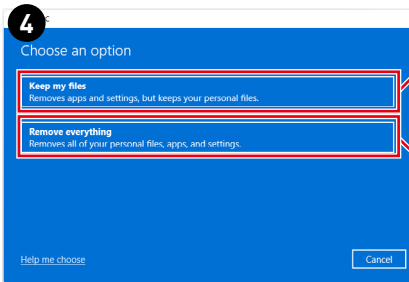 4
c
Choose an option
Keep my files
Removes apps and settings, but keeps your personal files.
Remove everything
Removes all of your personal files, apps, and settings.
Help me choose
Cancel